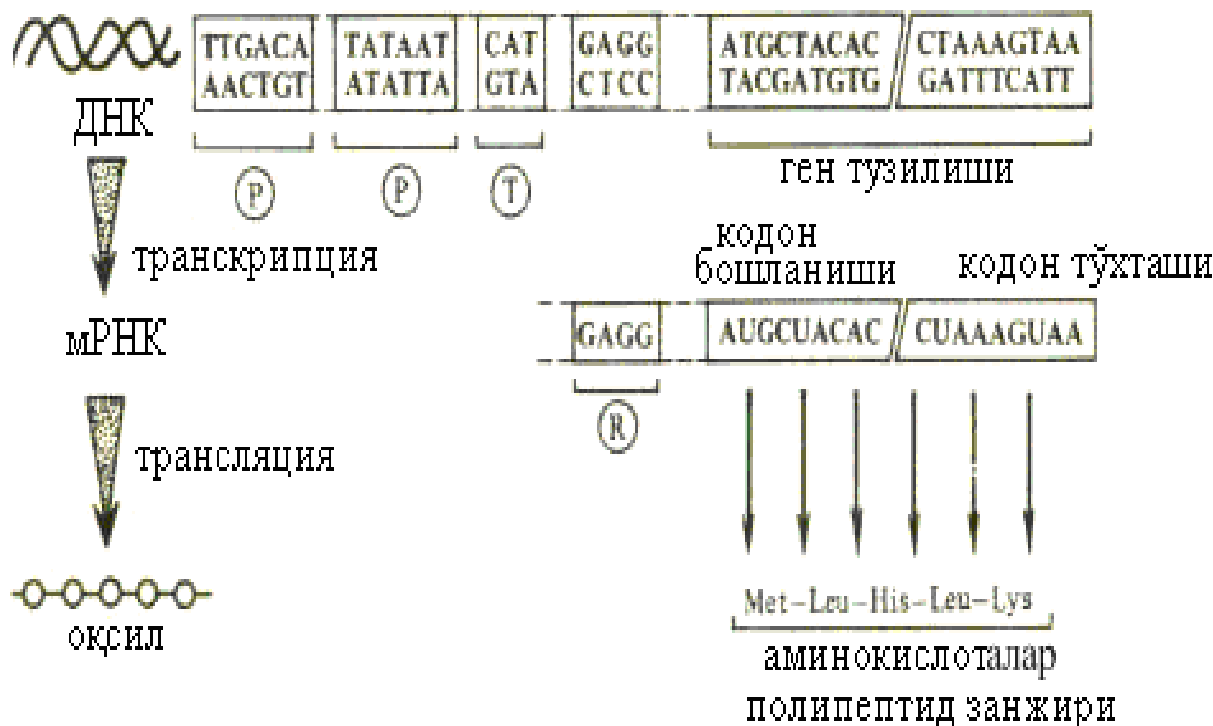 TTGACA TATAAT CAT GAGG ATGCTACAC CTAAAGTAA
AACTGT ATATTA GTA CTCC TACGATGTG GATTTCATT
ДНК
P P T
ген тузилиши
транскрипция
кодон
бошланиши
кодон тўхташи
мРНК
GAGG AUGCUACAC CUAAAGUAA
R
трансляция
Met–Leu–His–Leu–Lys
оқсил
аминокислоталар
полипептид занжири